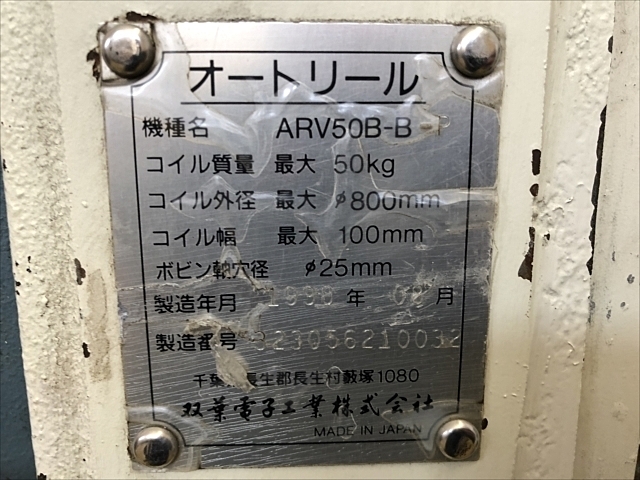 オートリール
機種名 ARV50B-B-P
コイル質量 最大 50kg
コイル外径 最大 φ800mm
コイル幅 最大 100mm
ボビン軸穴径 φ25mm
製造年月 年 月
製造番号
千葉県長生郡長生村藪塚1080
双葉電子工業株式会社
MADE IN JAPAN